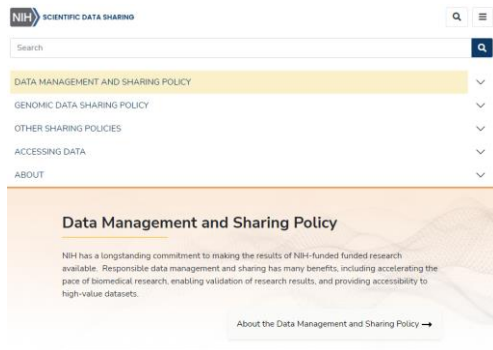 NIH SCIENTIFIC DATA SHARING
Search
DATA MANAGEMENT AND SHARING POLICY
GENOMIC DATA SHARING POLICY
OTHER SHARING POLICIES
ACCESSING DATA
ABOUT
Data Management and Sharing Policy
NIH has a longstanding commitment to making the results of NIH-funded funded research
available. Responsible data management and sharing has many benefits, including accelerating the
pace of biomedical research, enabling validation of research results, and providing accessibility to
high-value datasets.
About the Data Management and Sharing Policy →